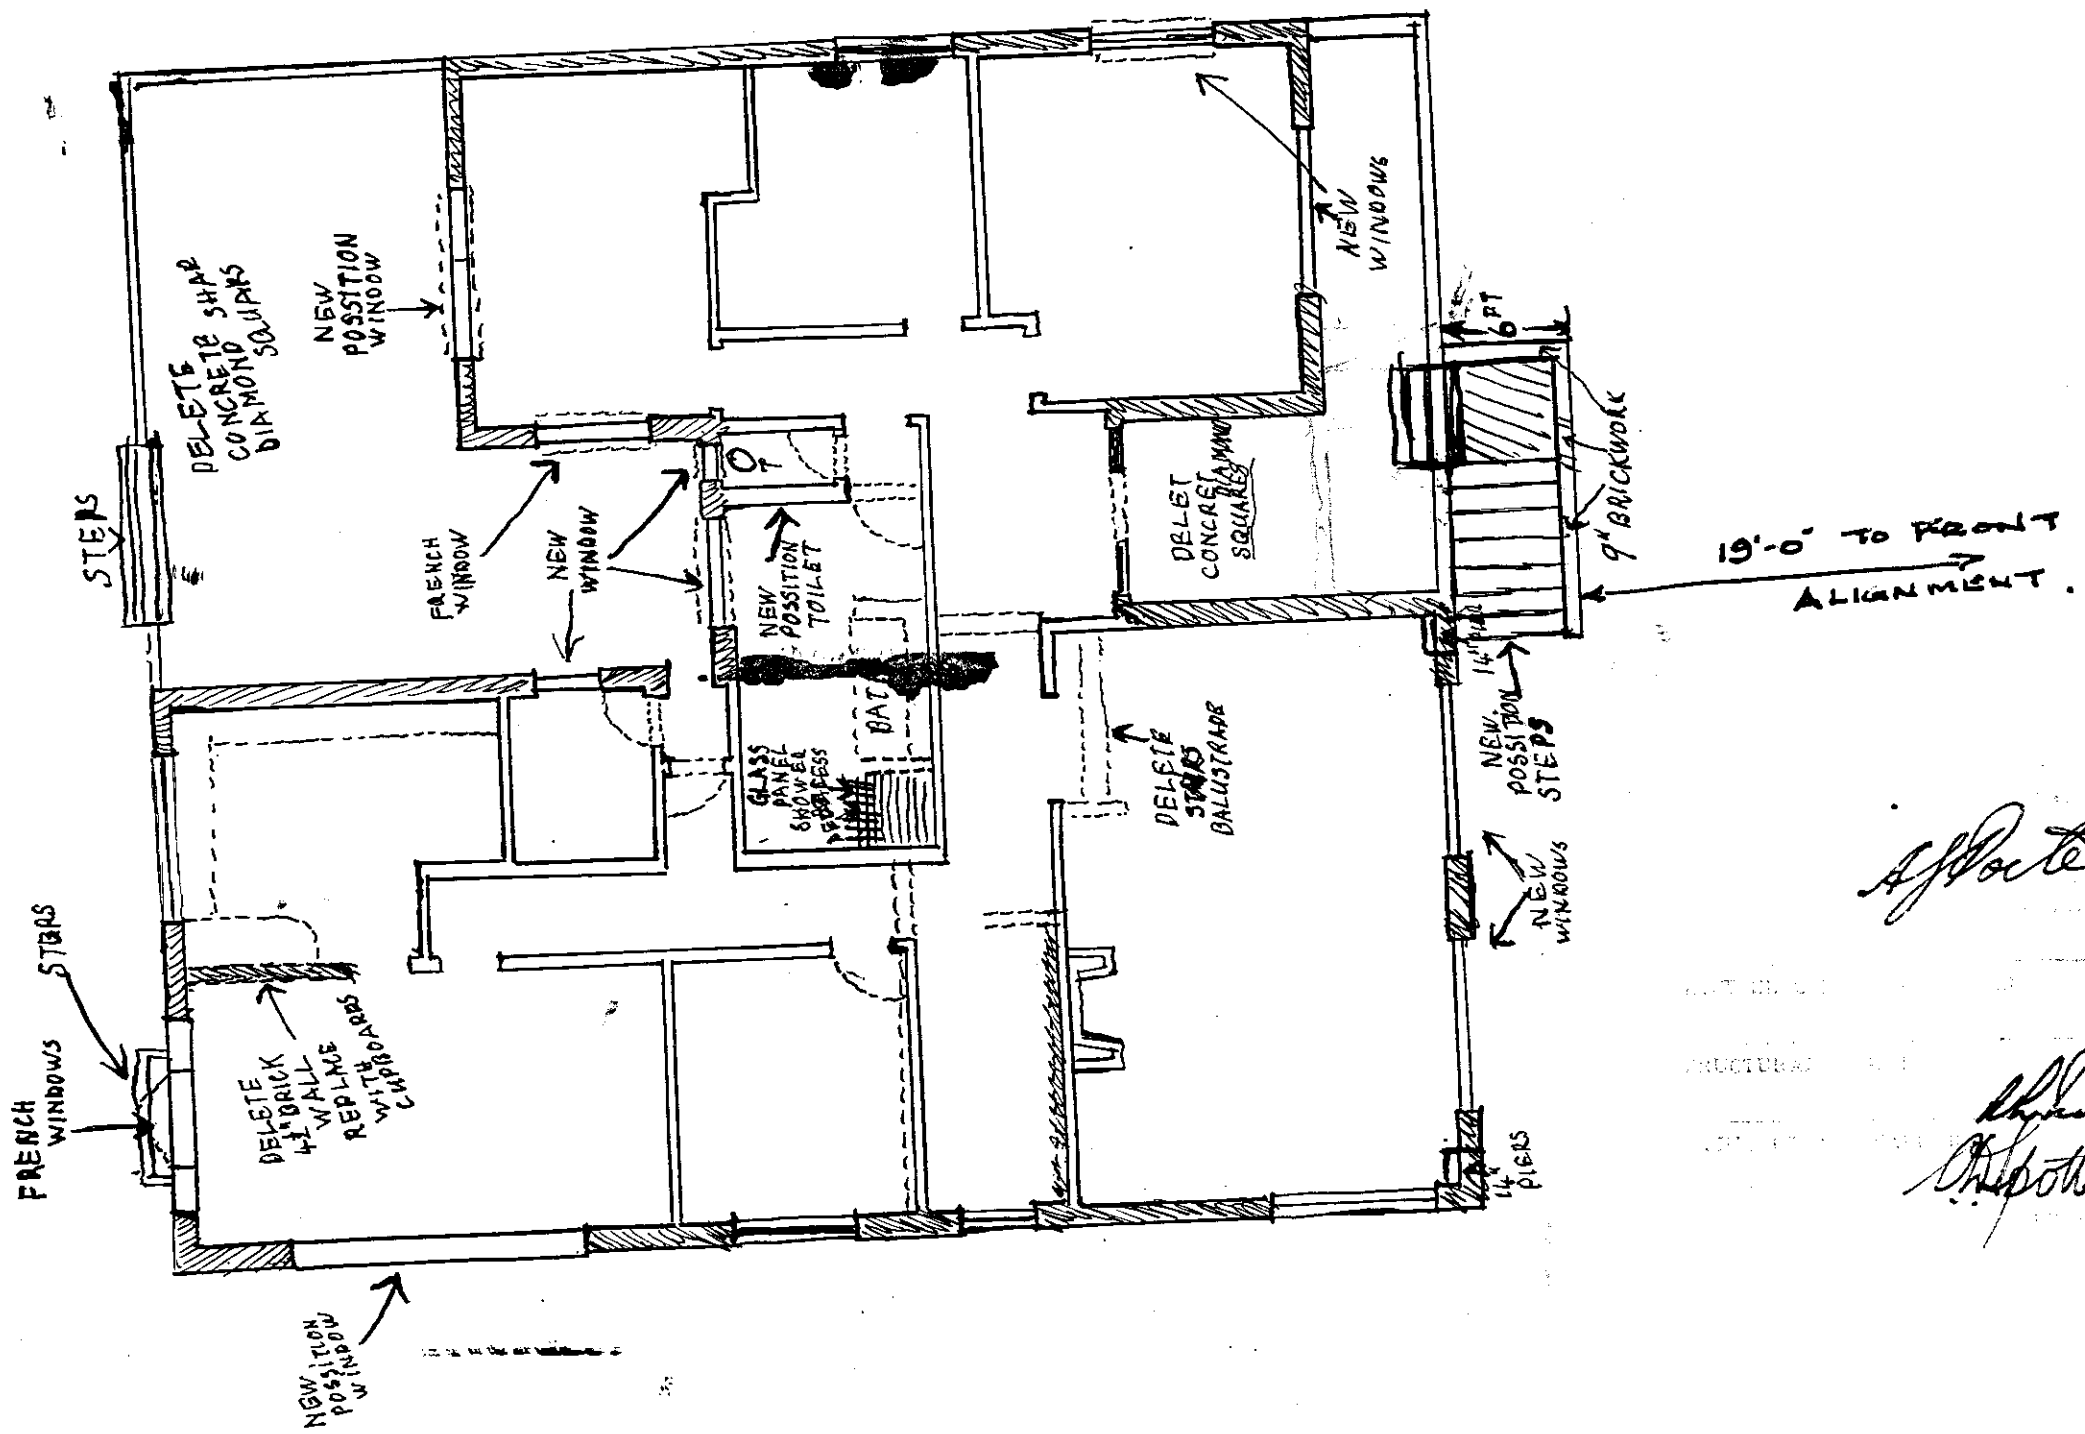 STEPS
DELETE
CONCRETE SHAR
DIAMOND
SQUARS
NEW
POSSITION
WINDOW
FRENCH
WINDOW
NEW
WINDOW
NEW
POSSITION
TOILET
NEW
WINDOWS
DELET
CONCRET
DIAMIND
SQUARES
6 FT
9" BRICKWORK
19'-0" TO FRONT
ALIGNMENT.
14" PIER
NEW
POSSITION
STEPS
BAT
GLASS
PANEL
SHOWER
RECESS
DELETE
STAIRS
BALUSTRADE
NEW
WINDOWS
14"
PIERS
STEPS
FRENCH
WINDOWS
DELETE
4½" BRICK
WALL
REPLACE
WITH
CUPBOARDS
NEW
POSSITION
WINDOW